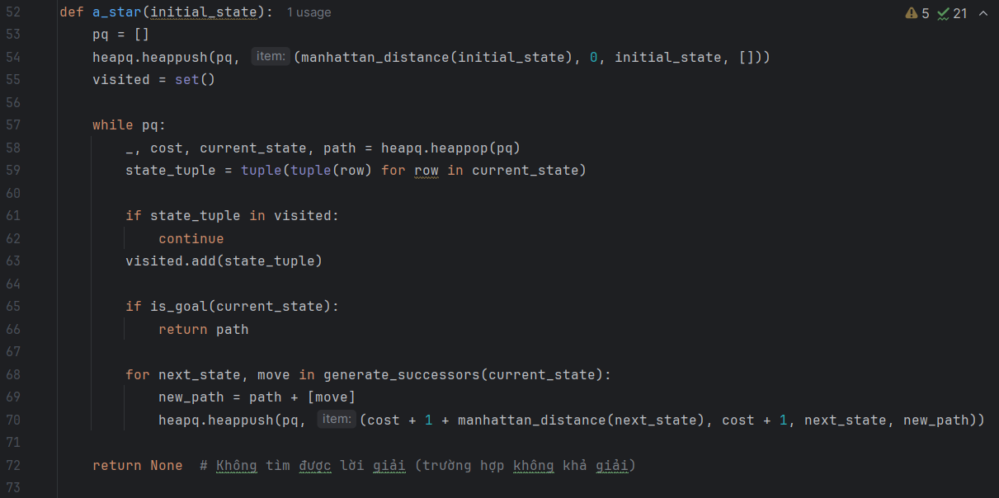 52 def a_star(initial_state): 1 usage 5 21
53 pq = []
54 heapq.heappush(pq, item: (manhattan_distance(initial_state), 0, initial_state, []))
55 visited = set()
56
57 while pq:
58 _, cost, current_state, path = heapq.heappop(pq)
59 state_tuple = tuple(tuple(row) for row in current_state)
60
61 if state_tuple in visited:
62 continue
63 visited.add(state_tuple)
64
65 if is_goal(current_state):
66 return path
67
68 for next_state, move in generate_successors(current_state):
69 new_path = path + [move]
70 heapq.heappush(pq, item: (cost + 1 + manhattan_distance(next_state), cost + 1, next_state, new_path))
71
72 return None # Không tìm được lời giải (trường hợp không khả giải)
73